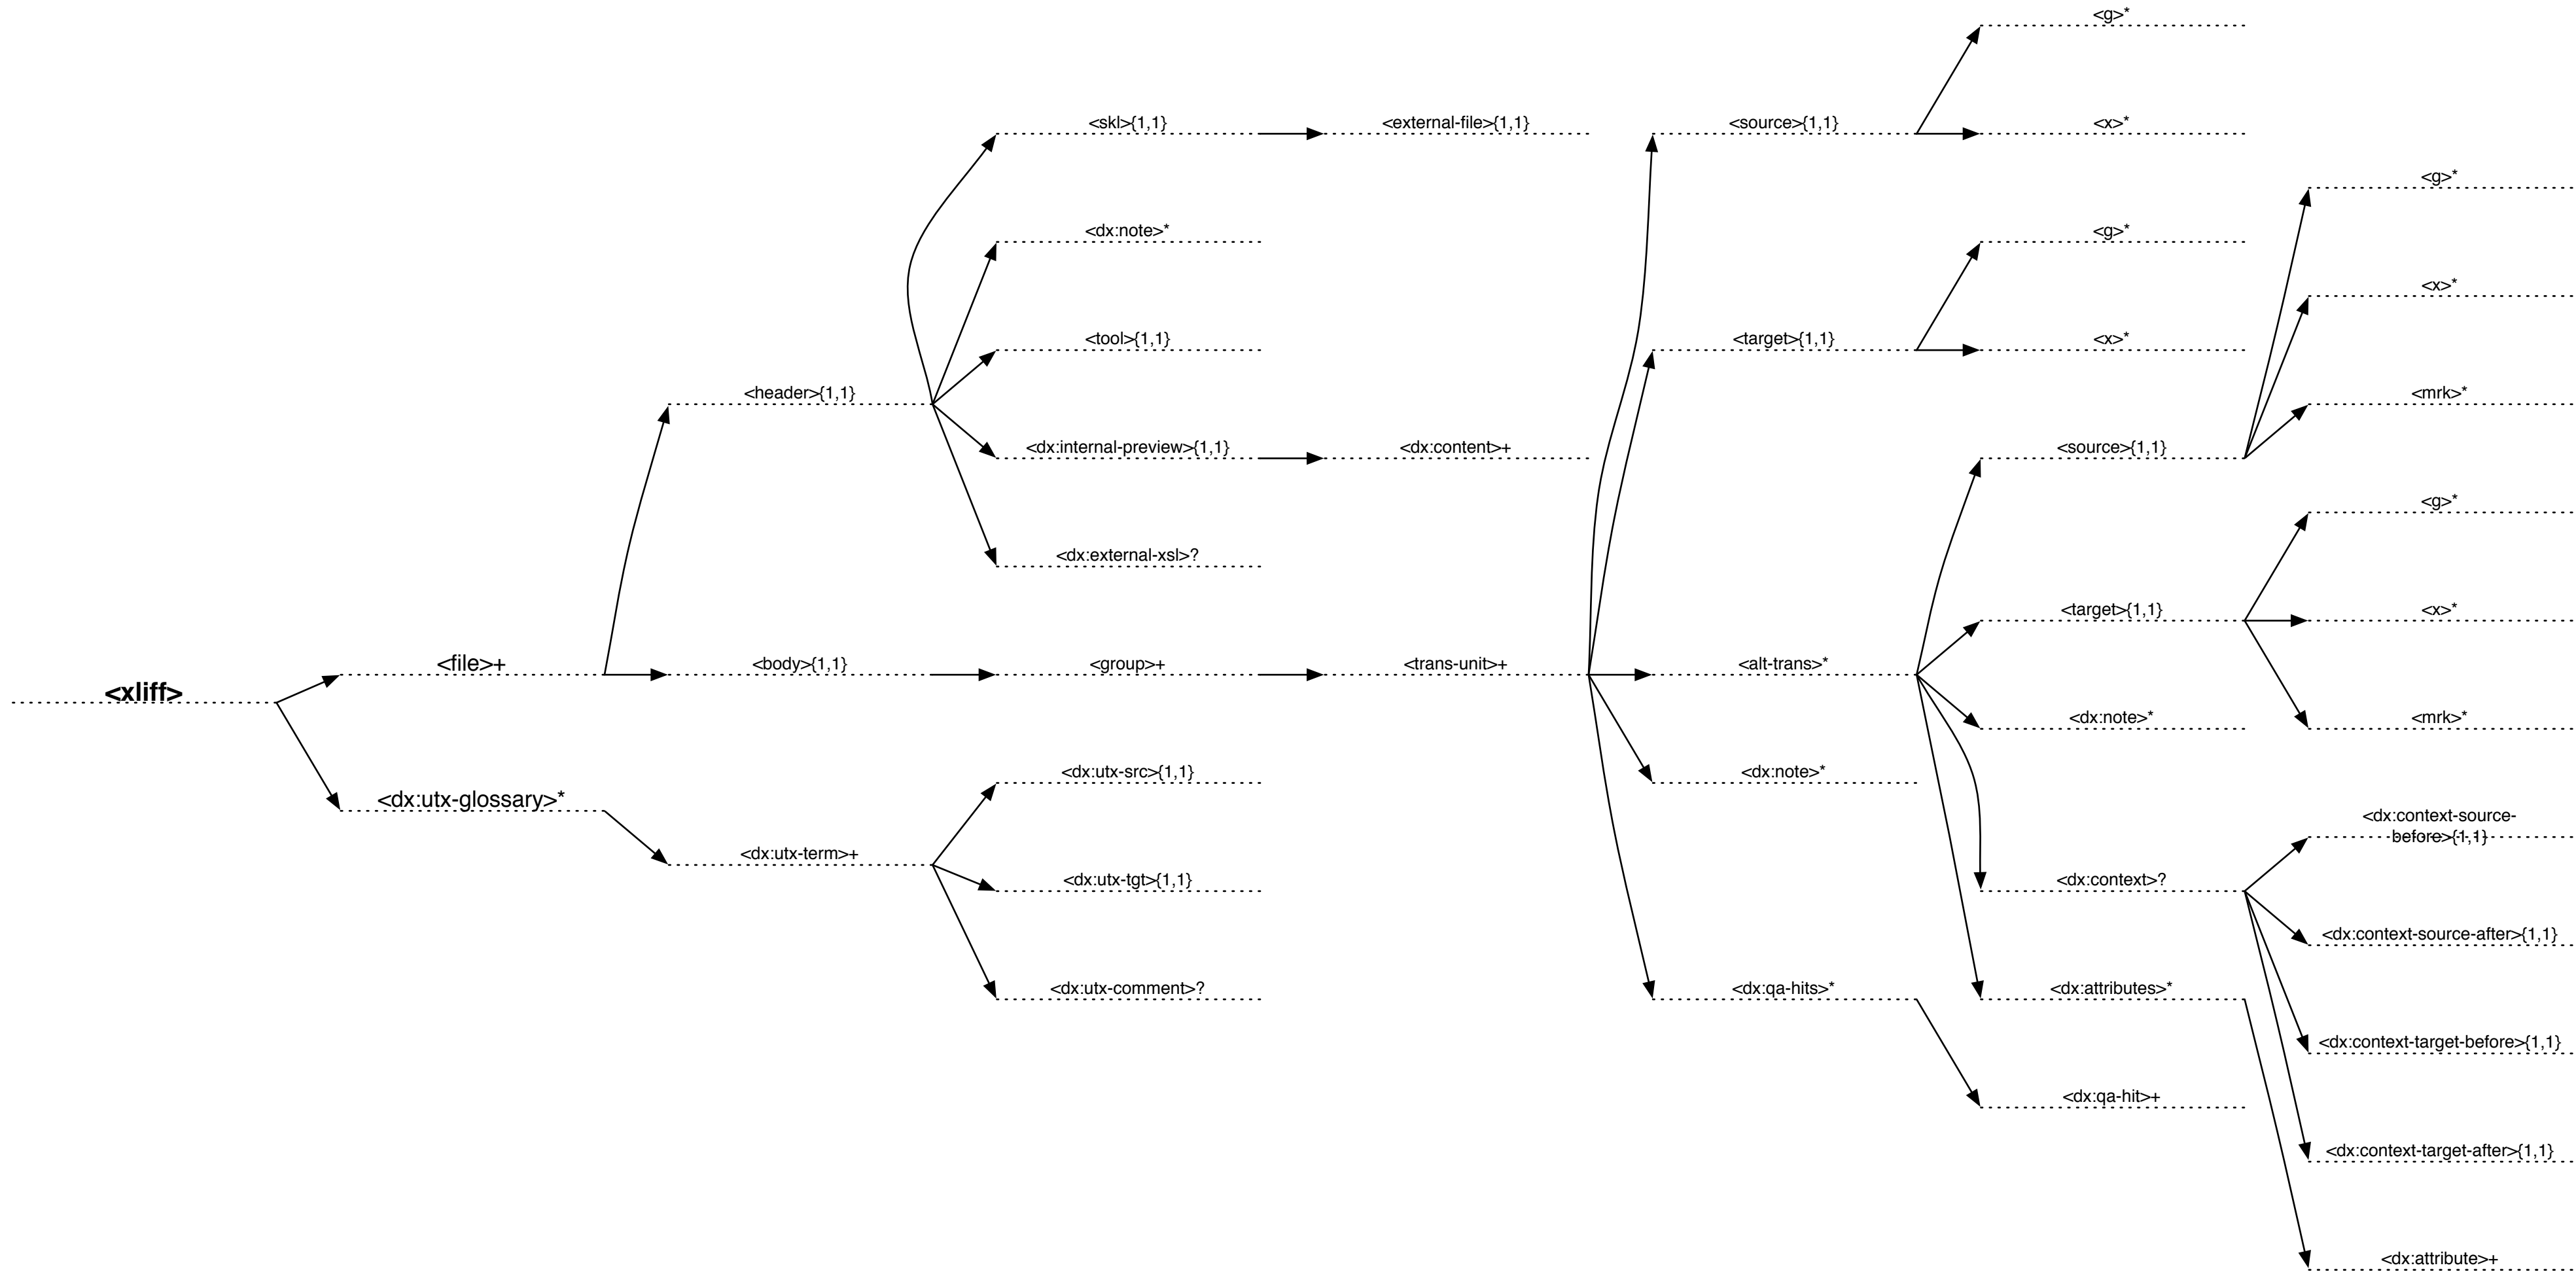 <g>*
<skl>{1,1}
<external-file>{1,1}
<source>{1,1}
<x>*
<g>*
<dx:note>*
<g>*
<x>*
<tool>{1,1}
<target>{1,1}
<x>*
<header>{1,1}
<mrk>*
<dx:internal-preview>{1,1}
<dx:content>+
<source>{1,1}
<g>*
<dx:external-xsl>?
<target>{1,1}
<x>*
<file>+
<body>{1,1}
<group>+
<trans-unit>+
<alt-trans>*
<xliff>
<dx:note>*
<mrk>*
<dx:utx-src>{1,1}
<dx:note>*
<dx:utx-glossary>*
<dx:context-source-
before>{1,1}
<dx:utx-term>+
<dx:utx-tgt>{1,1}
<dx:context>?
<dx:context-source-after>{1,1}
<dx:utx-comment>?
<dx:qa-hits>*
<dx:attributes>*
<dx:context-target-before>{1,1}
<dx:qa-hit>+
<dx:context-target-after>{1,1}
<dx:attribute>+